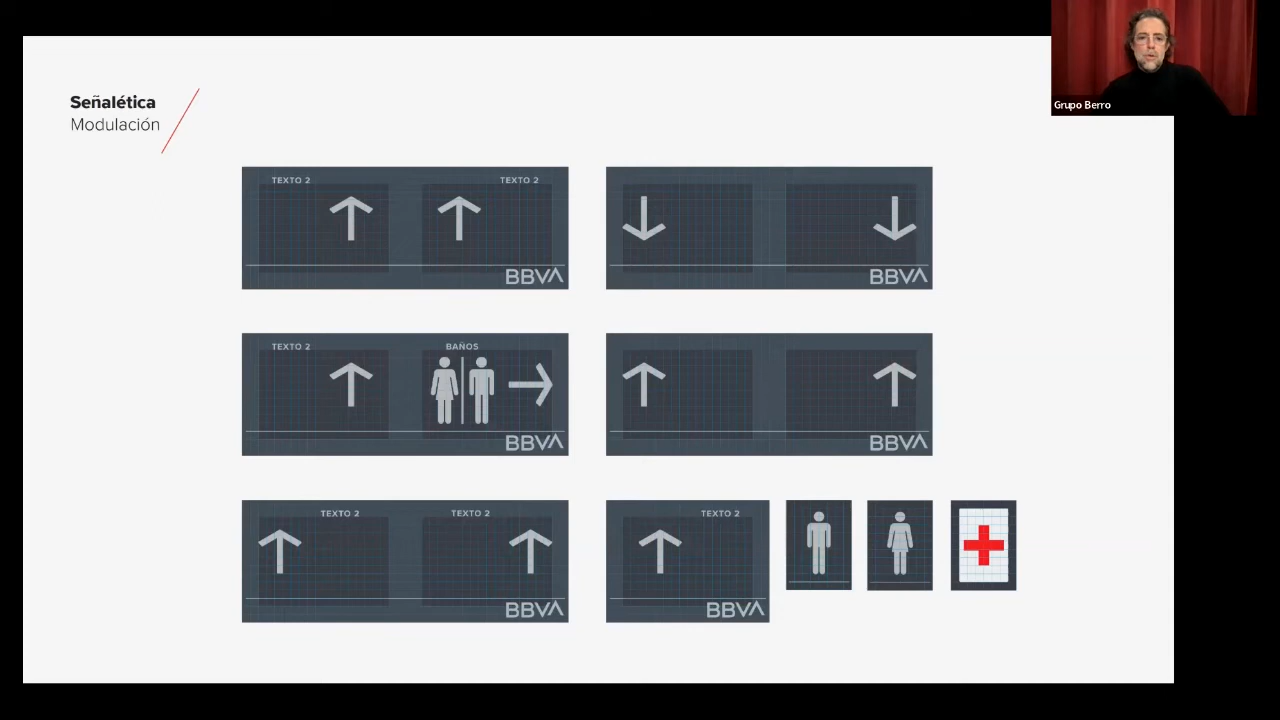 Grupo Berro
Señalética
Modulación
TEXTO 2
TEXTO 2
BBVA
BBVA
TEXTO 2
BAÑOS
BBVA
BBVA
TEXTO 2
TEXTO 2
BBVA
TEXTO 2
BBVA